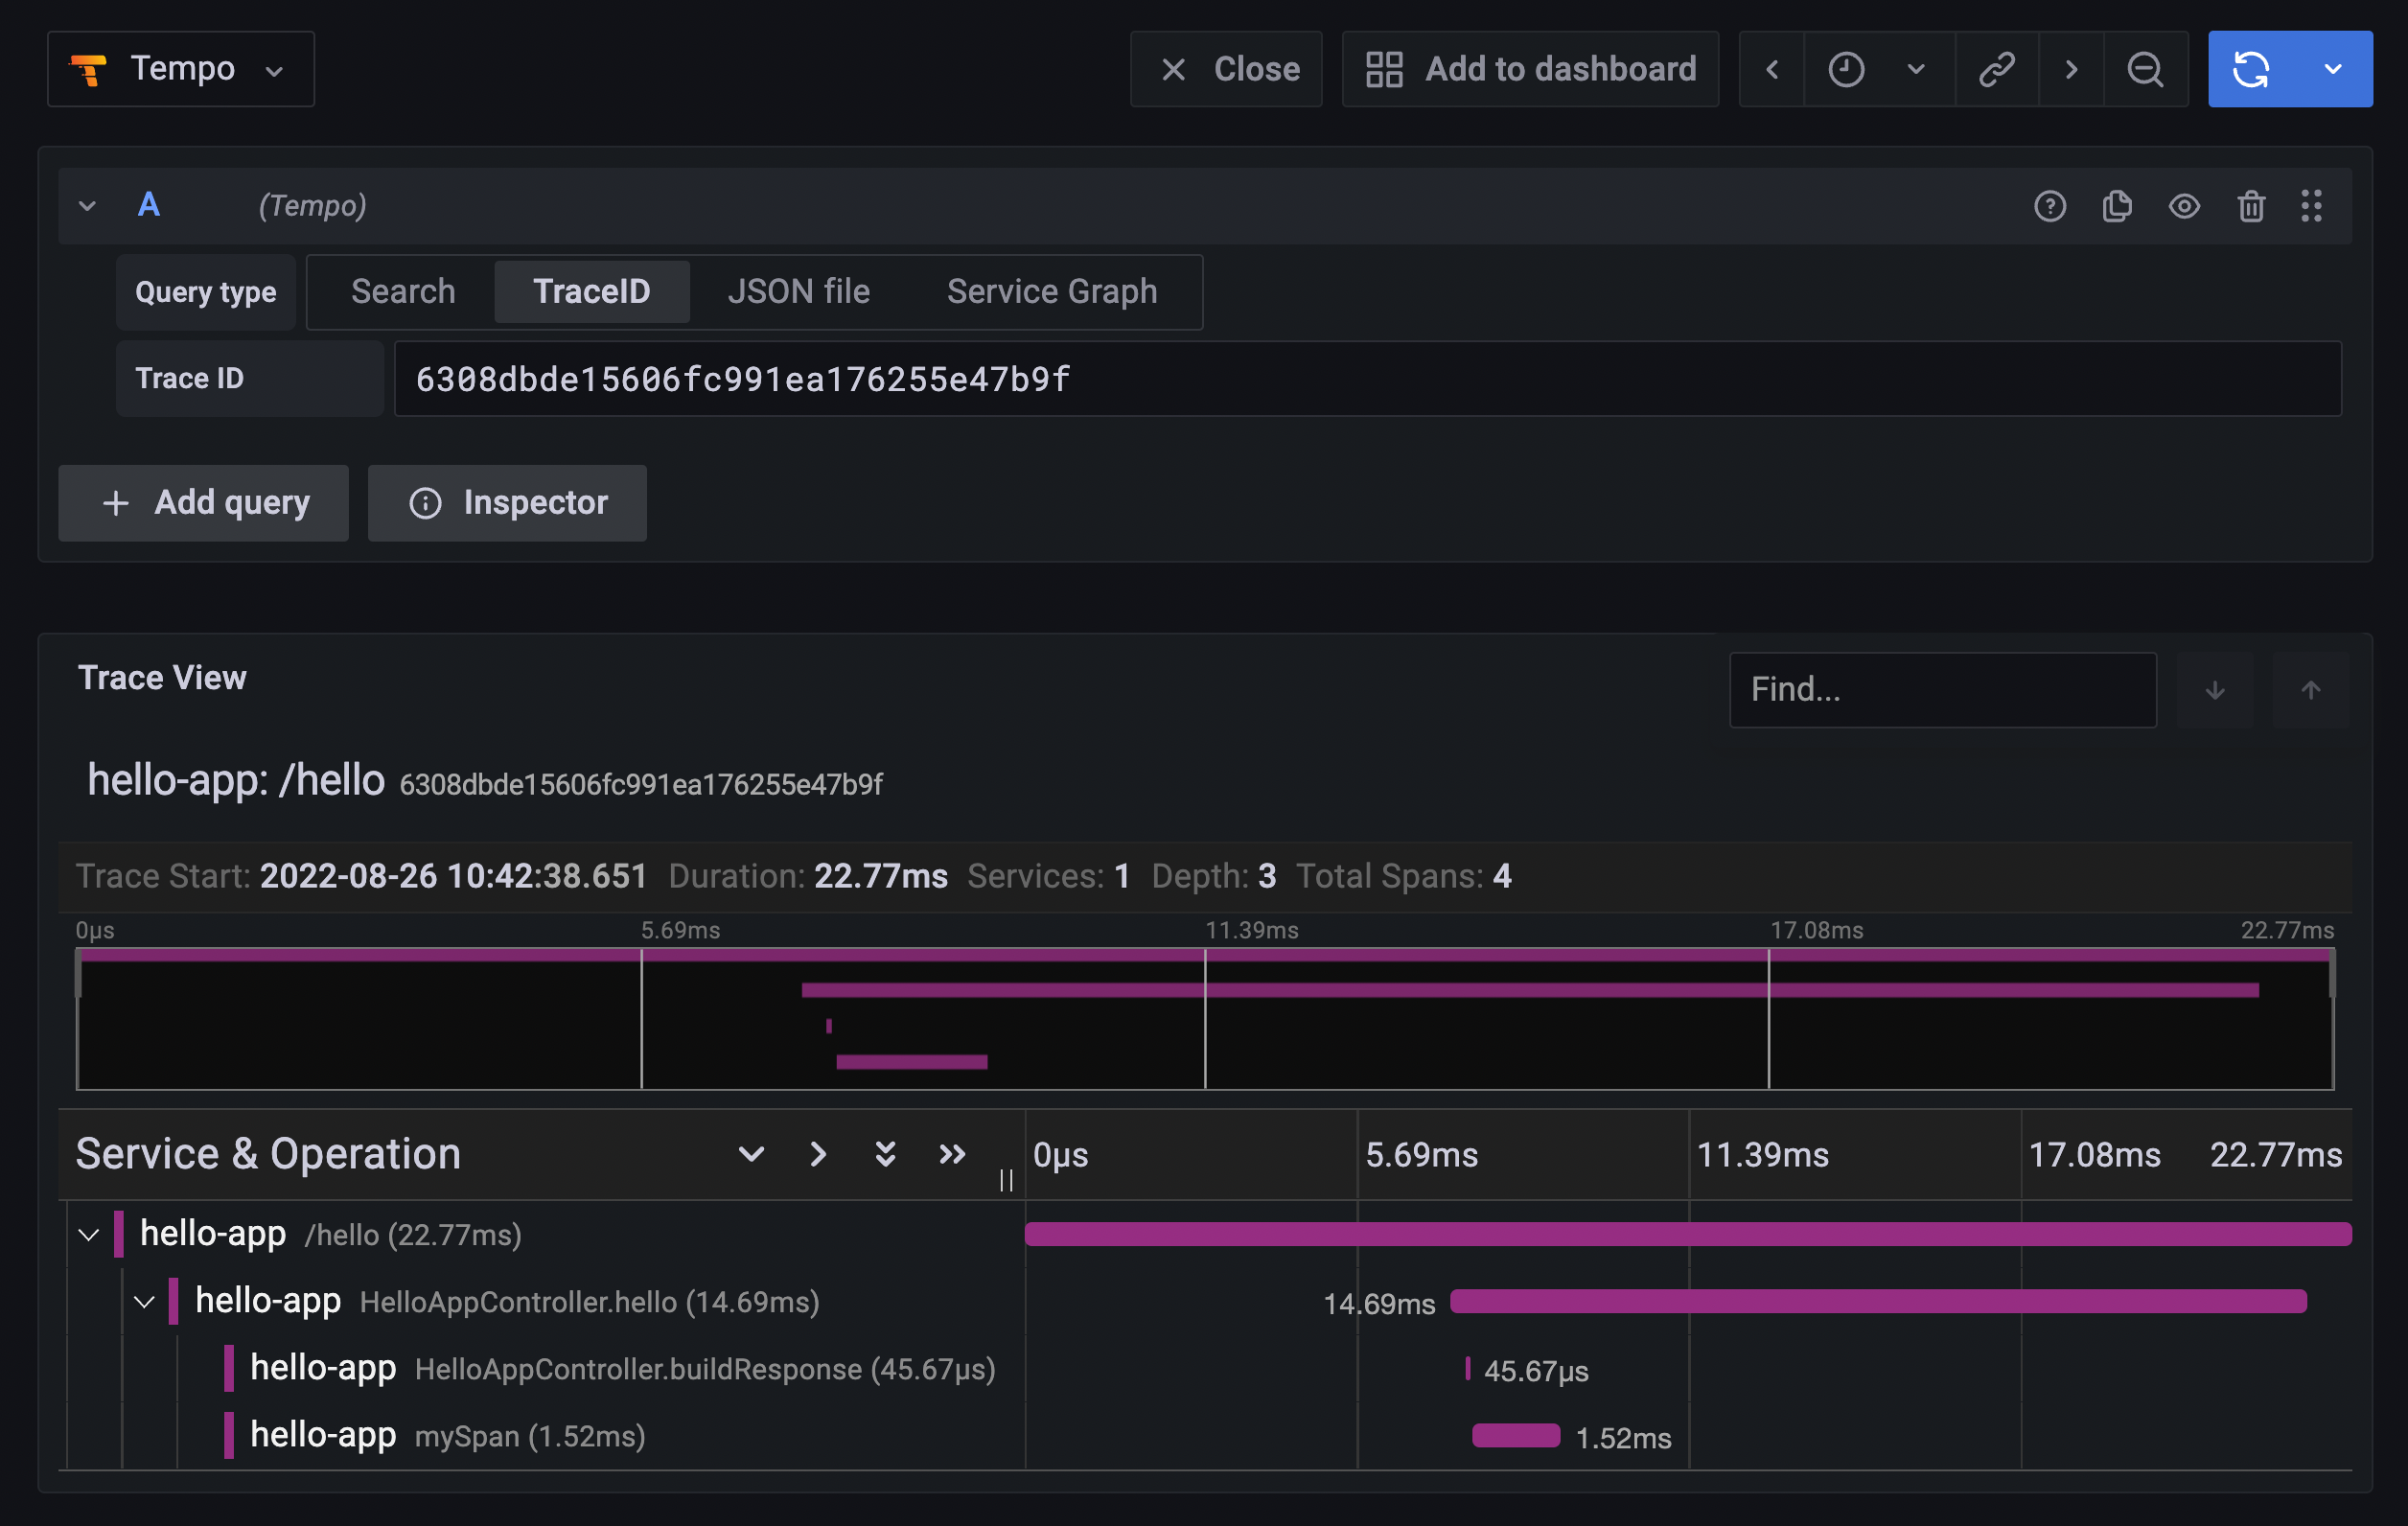 Tempo Close Add to dashboard
A (Tempo)
Query type Search TraceID JSON file Service Graph
Trace ID 6308dbde15606fc991ea176255e47b9f
Add query Inspector
Trace View Find...
hello-app: /hello 6308dbde15606fc991ea176255e47b9f
Trace Start: 2022-08-26 10:42:38.651 Duration: 22.77ms Services: 1 Depth: 3 Total Spans: 4
0μs 5.69ms 11.39ms 17.08ms 22.77ms
Service & Operation 0μs 5.69ms 11.39ms 17.08ms 22.77ms
hello-app /hello (22.77ms)
hello-app HelloAppController.hello (14.69ms) 14.69ms
hello-app HelloAppController.buildResponse (45.67μs) 45.67μs
hello-app mySpan (1.52ms) 1.52ms